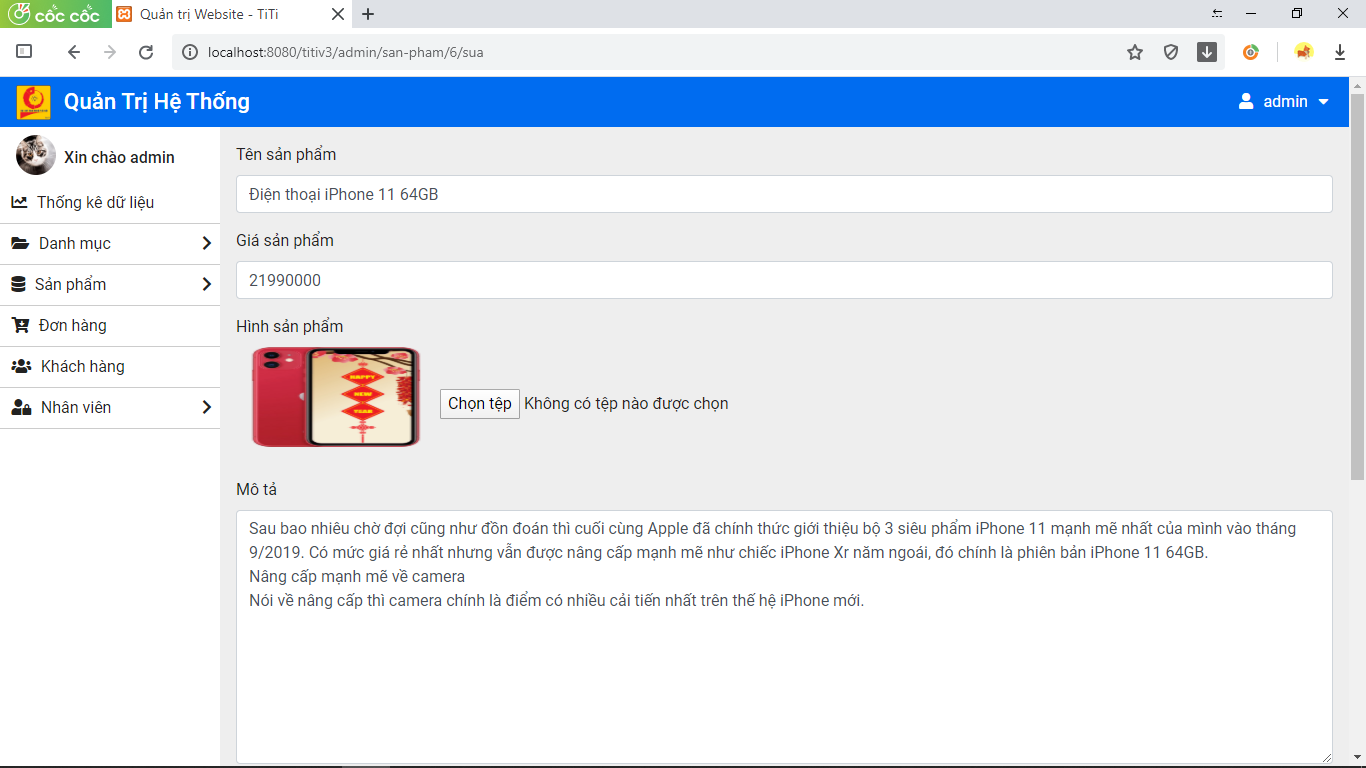 cốc cốc
Quản trị Website - TiTi
localhost:8080/titiv3/admin/san-pham/6/sua
Quản Trị Hệ Thống
admin
Xin chào admin
Thống kê dữ liệu
Danh mục
Sản phẩm
Đơn hàng
Khách hàng
Nhân viên
Tên sản phẩm
Điện thoại iPhone 11 64GB
Giá sản phẩm
21990000
Hình sản phẩm
HAPPY
NEW
YEAR
Chọn tệp Không có tệp nào được chọn
Mô tả
Sau bao nhiêu chờ đợi cũng như đồn đoán thì cuối cùng Apple đã chính thức giới thiệu bộ 3 siêu phẩm iPhone 11 mạnh mẽ nhất của mình vào tháng
9/2019. Có mức giá rẻ nhất nhưng vẫn được nâng cấp mạnh mẽ như chiếc iPhone Xr năm ngoái, đó chính là phiên bản iPhone 11 64GB.
Nâng cấp mạnh mẽ về camera
Nói về nâng cấp thì camera chính là điểm có nhiều cải tiến nhất trên thế hệ iPhone mới.